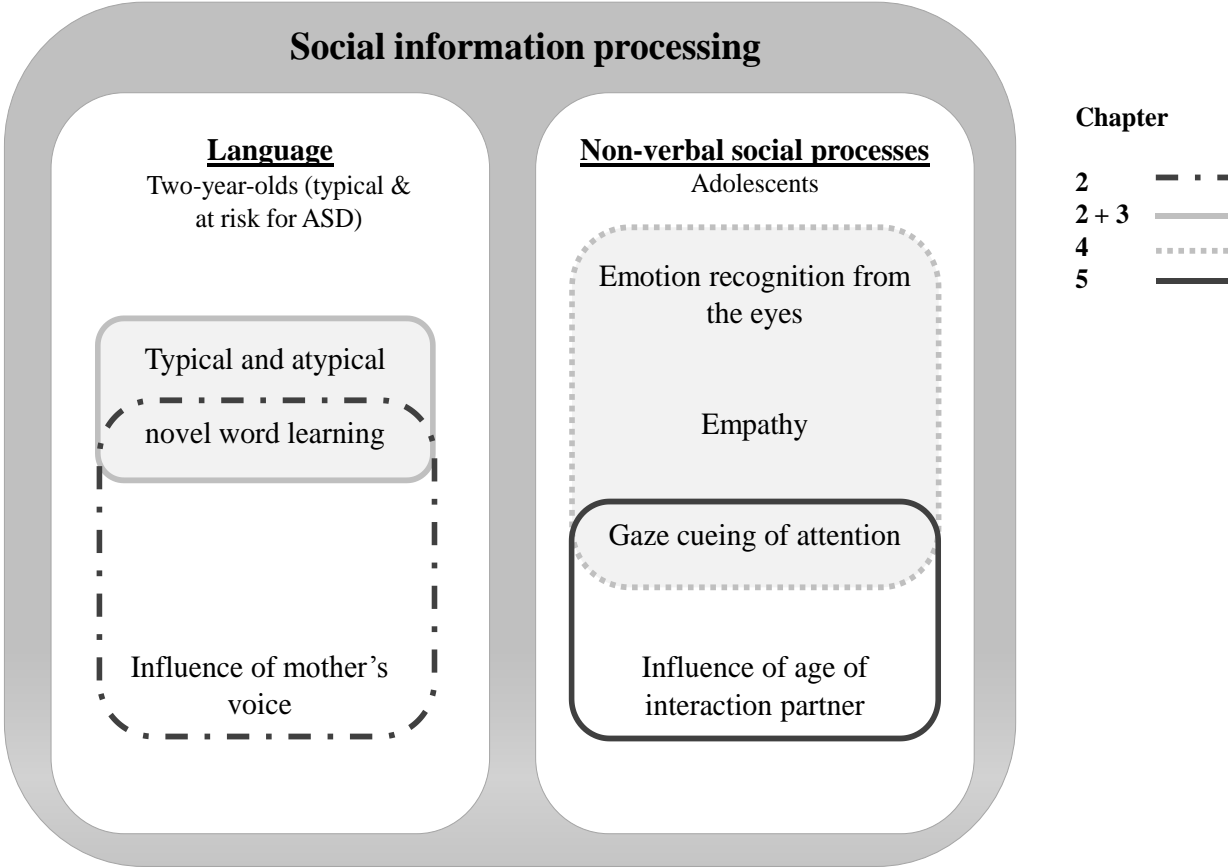 Social information processing
Language
Two-year-olds (typical &
at risk for ASD)
Typical and atypical
novel word learning
Influence of mother’s
voice
Non-verbal social processes
Adolescents
Emotion recognition from
the eyes
Empathy
Gaze cueing of attention
Influence of age of
interaction partner
Chapter
2
2 + 3
4
5